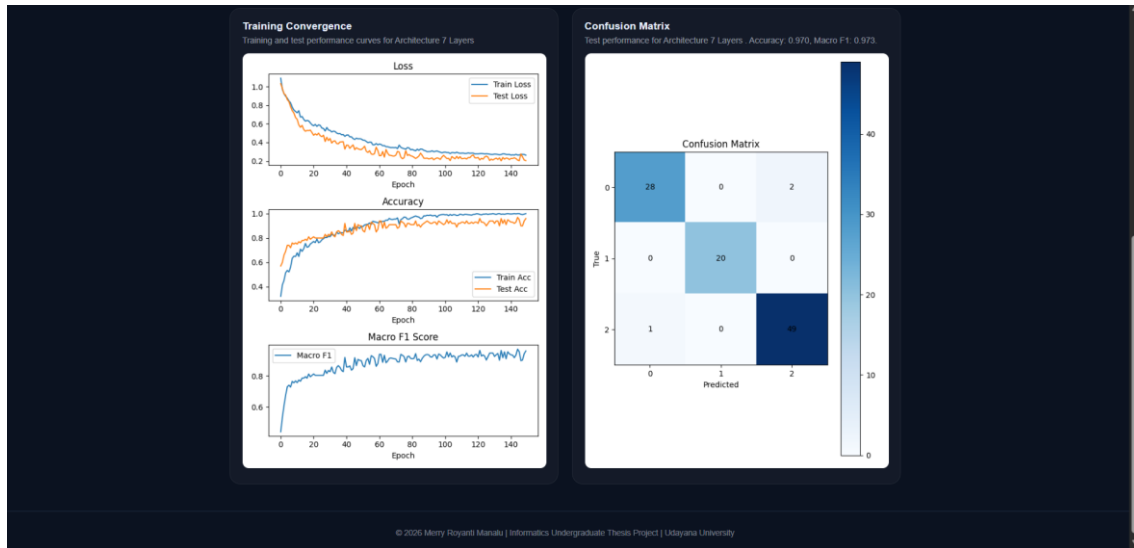 Training Convergence
Training and test performance curves for Architecture 7 Layers
Loss
1.0
0.8
0.6
0.4
0.2
Train Loss
Test Loss
0 20 40 60 80 100 120 140
Epoch
Accuracy
1.0
0.8
0.6
0.4
Train Acc
Test Acc
0 20 40 60 80 100 120 140
Epoch
Macro F1 Score
Macro F1
0.8
0.6
0 20 40 60 80 100 120 140
Epoch
Confusion Matrix
Test performance for Architecture 7 Layers . Accuracy: 0.970, Macro F1: 0.973.
Confusion Matrix
True
0 28 0 2
1 0 20 0
2 1 0 49
0 1 2
Predicted
40
30
20
10
0
© 2026 Merry Royanti Manalu | Informatics Undergraduate Thesis Project | Udayana University